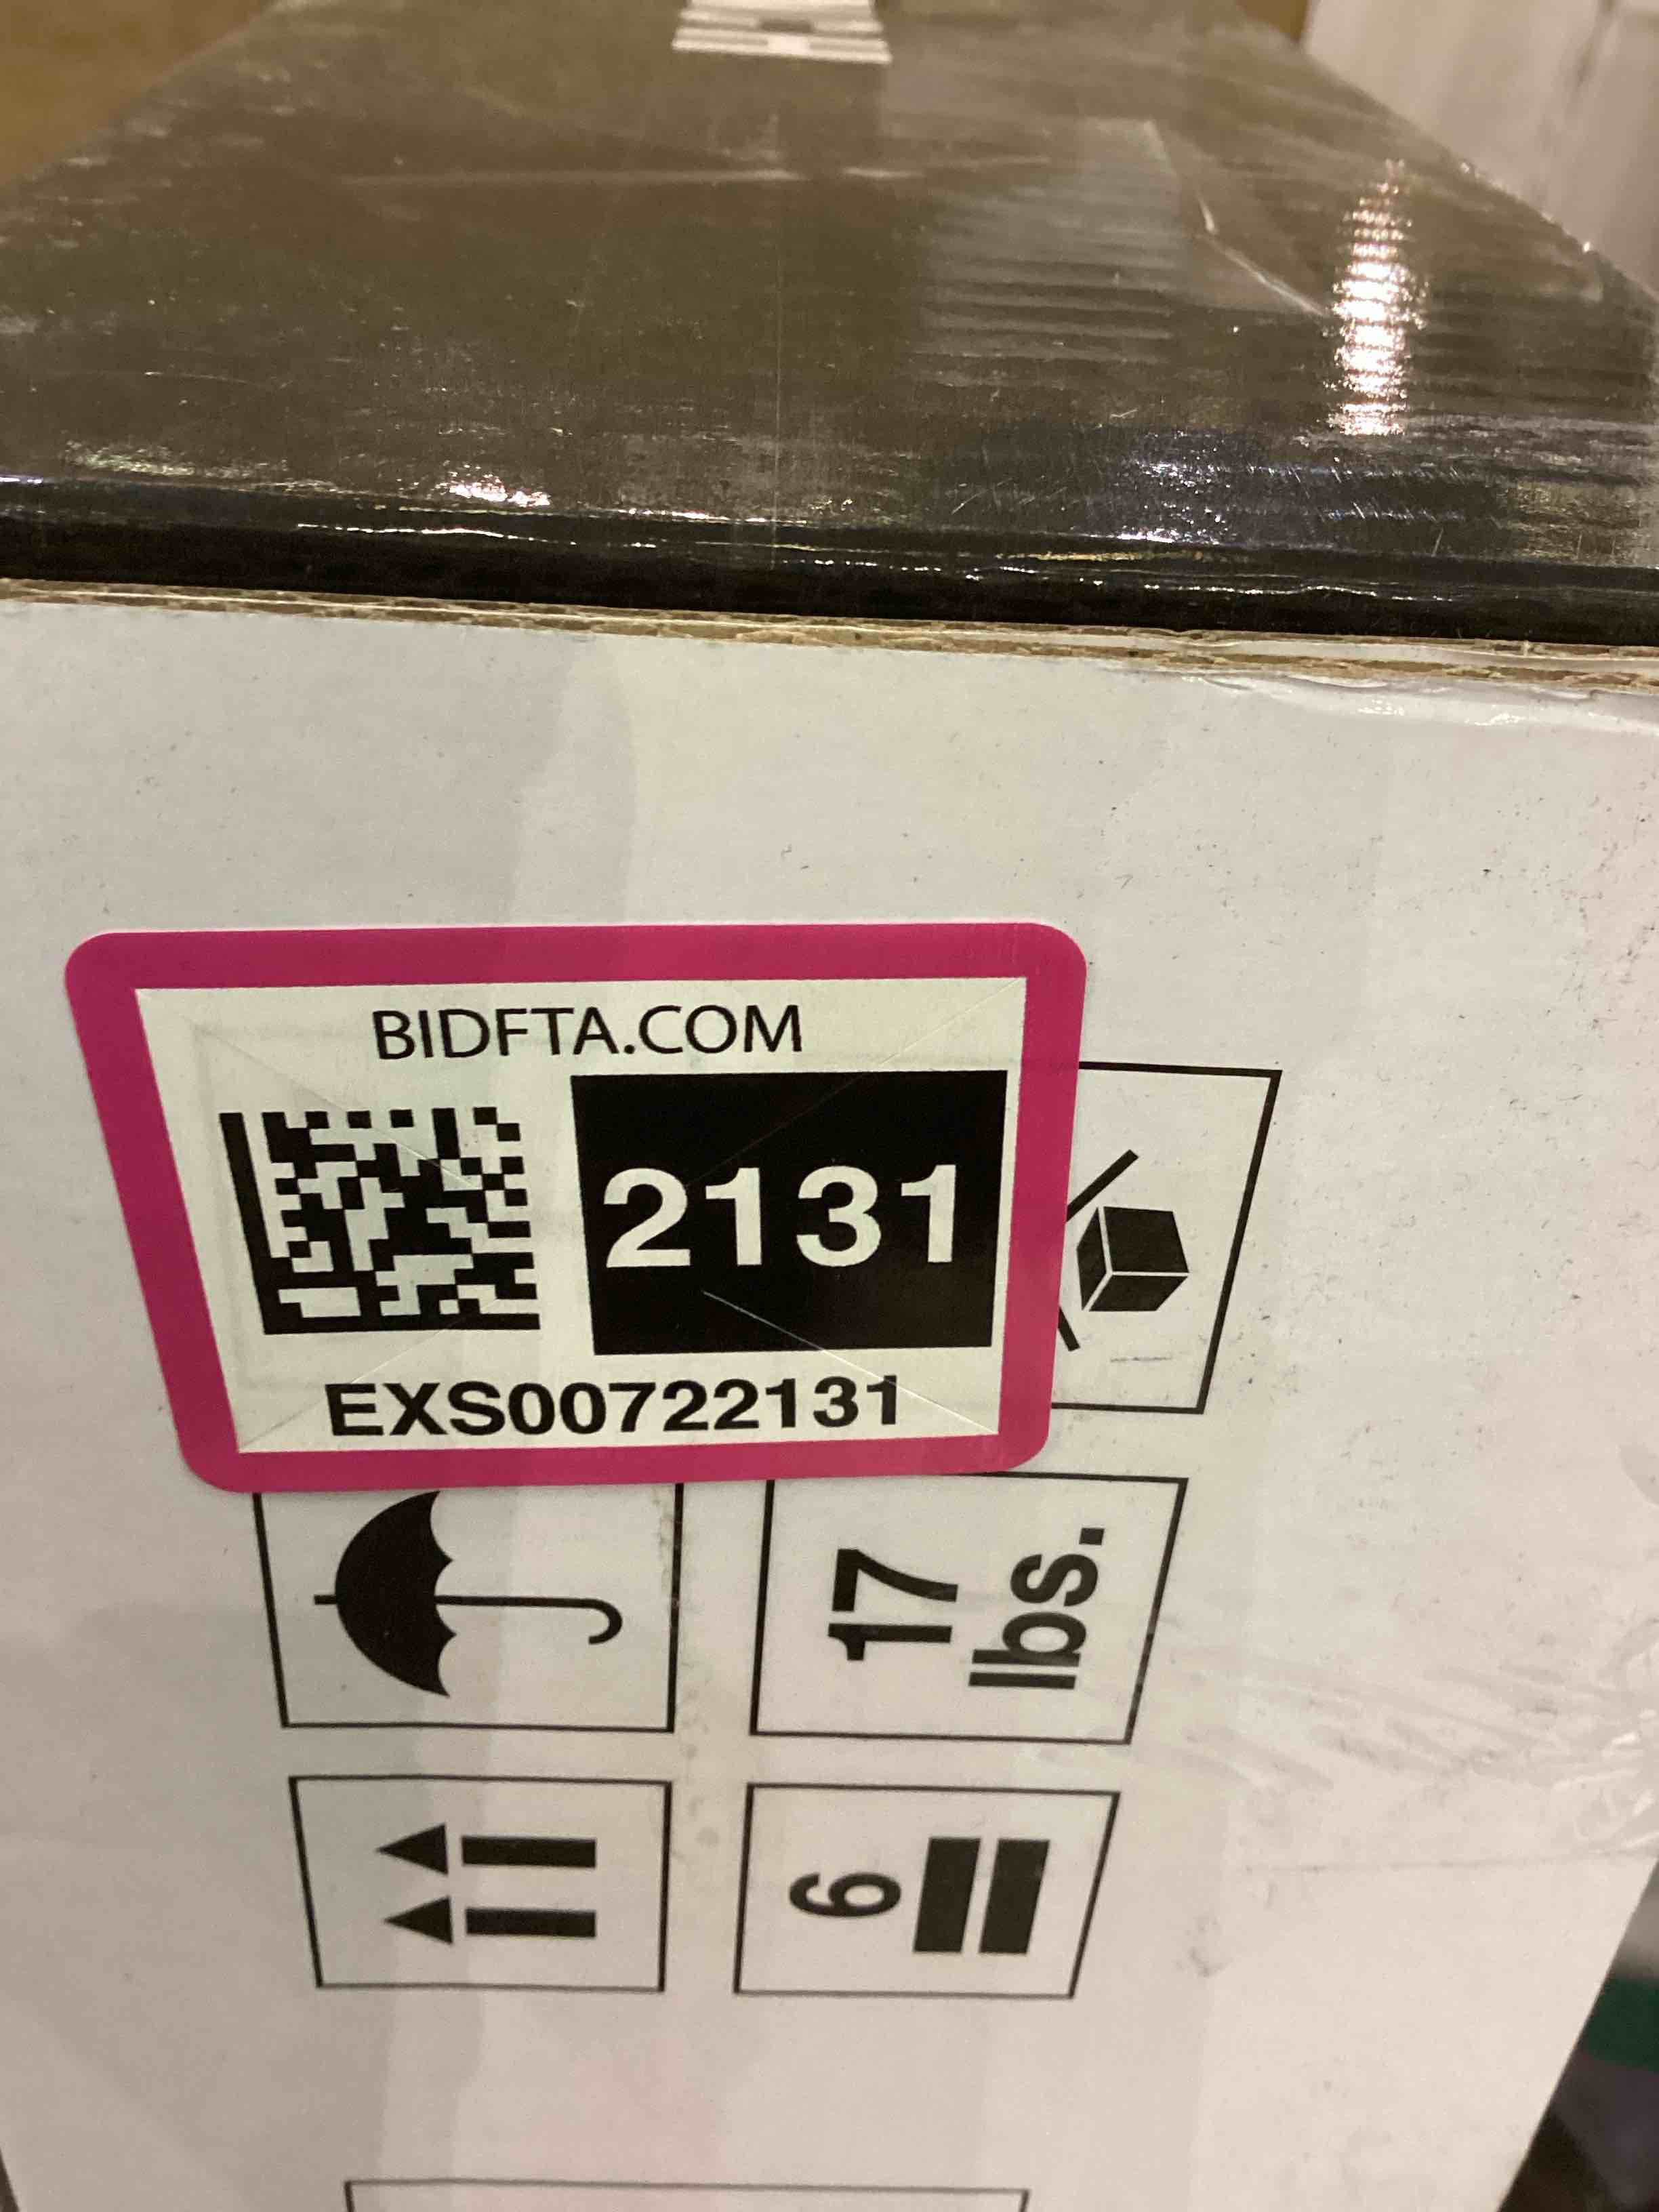 BIDFTA.COM
2131
EXS00722131
17
lbs.
6